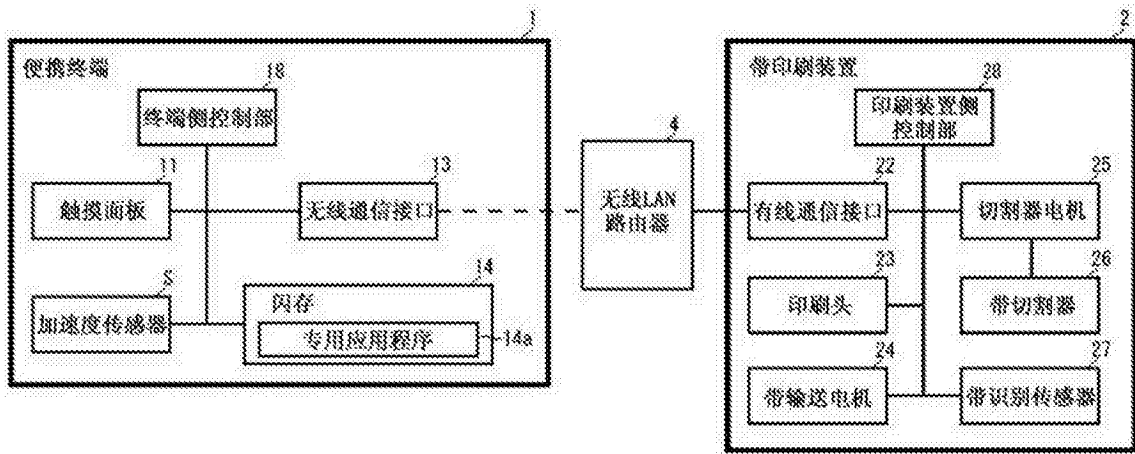 1
便携终端
18
终端侧控制部
11
触摸面板
13
无线通信接口
S
加速度传感器
14
闪存
专用应用程序
14a
4
无线LAN
路由器
2
带印刷装置
28
印刷装置侧
控制部
22
有线通信接口
25
切割器电机
23
印刷头
26
带切割器
24
带输送电机
27
带识别传感器